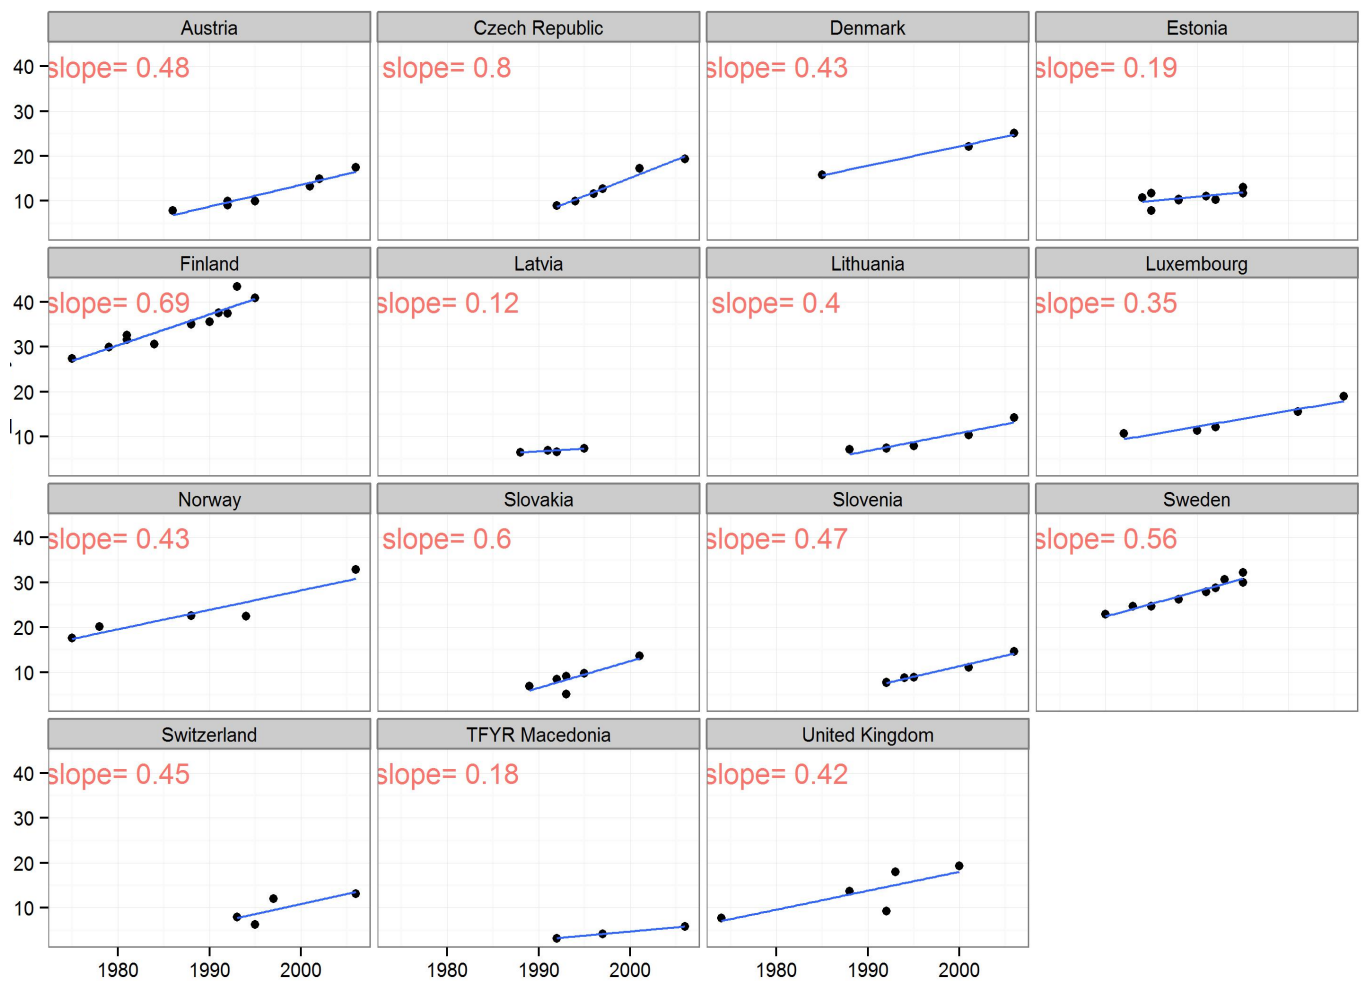 Austria Czech Republic Denmark Estonia
40 slope= 0.48 slope= 0.8 slope= 0.43 slope= 0.19
30
20
10
Finland Latvia Lithuania Luxembourg
40 slope= 0.69 slope= 0.12 slope= 0.4 slope= 0.35
30
20
10
Norway Slovakia Slovenia Sweden
40 slope= 0.43 slope= 0.6 slope= 0.47 slope= 0.56
30
20
10
Switzerland TFYR Macedonia United Kingdom
40 slope= 0.45 slope= 0.18 slope= 0.42
30
20
10
1980 1990 2000 1980 1990 2000 1980 1990 2000